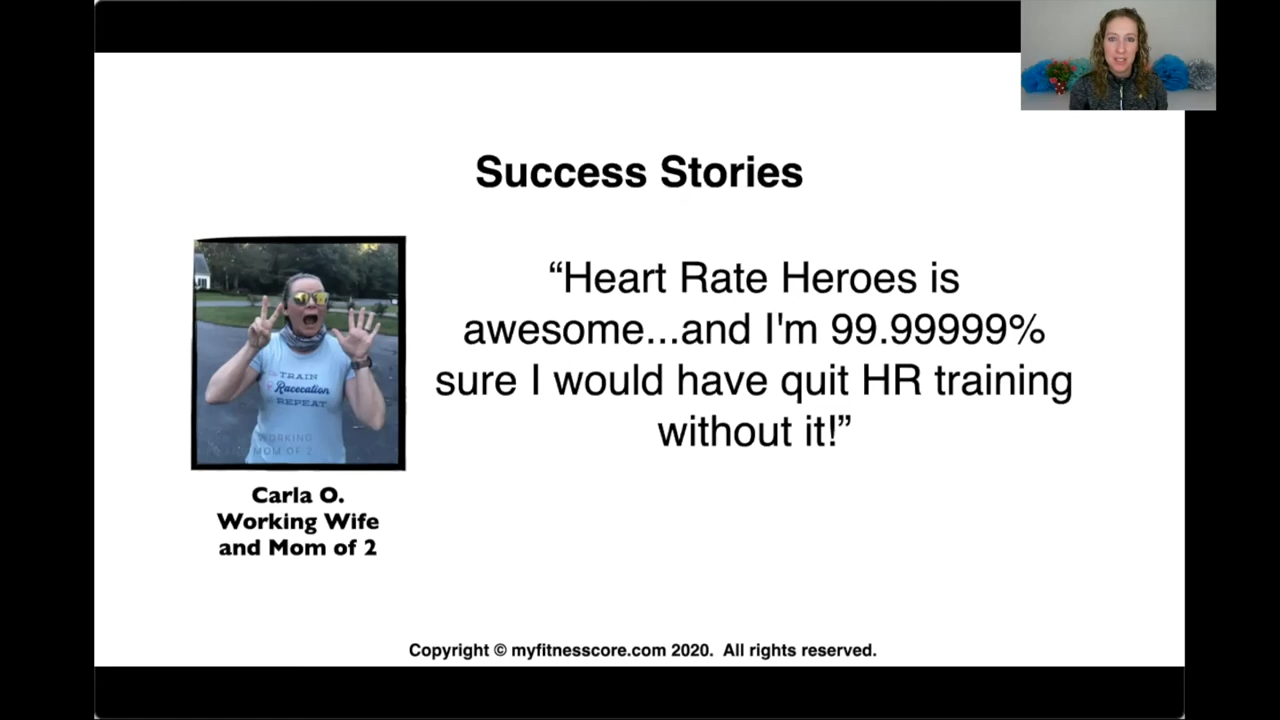 Success Stories
“Heart Rate Heroes is
awesome...and I'm 99.99999%
sure I would have quit HR training
without it!”
TRAIN
Racecation
REPEAT
WORKING
MOM OF 2
Carla O.
Working Wife
and Mom of 2
Copyright © myfitnesscore.com 2020. All rights reserved.